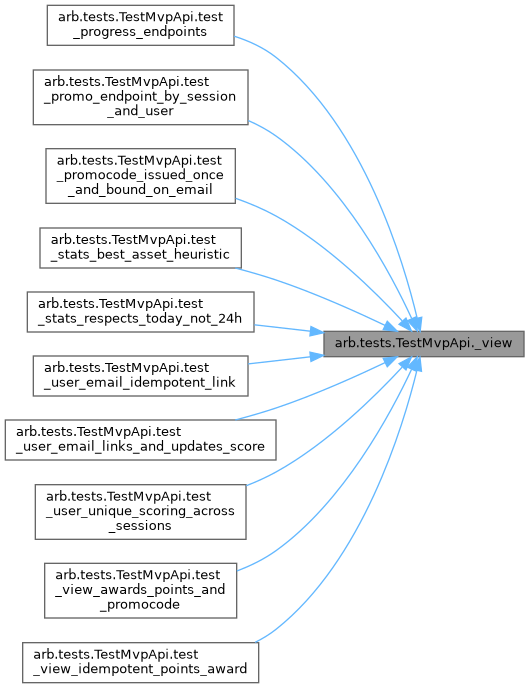 arb.tests.TestMvpApi.test
_progress_endpoints
arb.tests.TestMvpApi.test
_promo_endpoint_by_session
_and_user
arb.tests.TestMvpApi.test
_promocode_issued_once
_and_bound_on_email
arb.tests.TestMvpApi.test
_stats_best_asset_heuristic
arb.tests.TestMvpApi.test
_stats_respects_today_not_24h
arb.tests.TestMvpApi._view
arb.tests.TestMvpApi.test
_user_email_idempotent_link
arb.tests.TestMvpApi.test
_user_email_links_and_updates_score
arb.tests.TestMvpApi.test
_user_unique_scoring_across
_sessions
arb.tests.TestMvpApi.test
_view_awards_points_and
_promocode
arb.tests.TestMvpApi.test
_view_idempotent_points_award